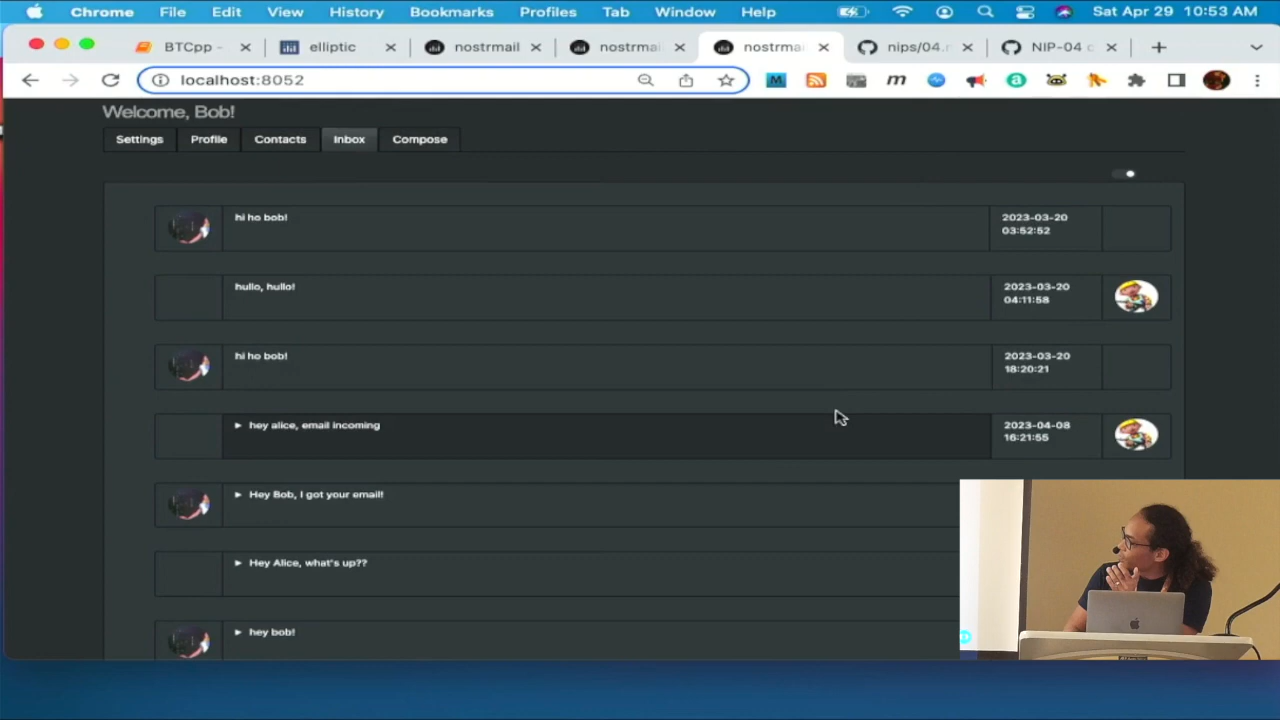 Chrome File Edit View History Bookmarks Profiles Tab Window Help Sat Apr 29 10:53 AM
BTCpp - elliptic nostrmail nostrmai nostrmai nips/04.r NIP-04 c
localhost:8052
Welcome, Bob!
Settings Profile Contacts Inbox Compose
hi ho bob! 2023-03-20
03:52:52
hullo, hullo! 2023-03-20
04:11:58
hi ho bob! 2023-03-20
18:20:21
► hey alice, email incoming 2023-04-08
16:21:55
► Hey Bob, I got your email!
► Hey Alice, what's up??
► hey bob!